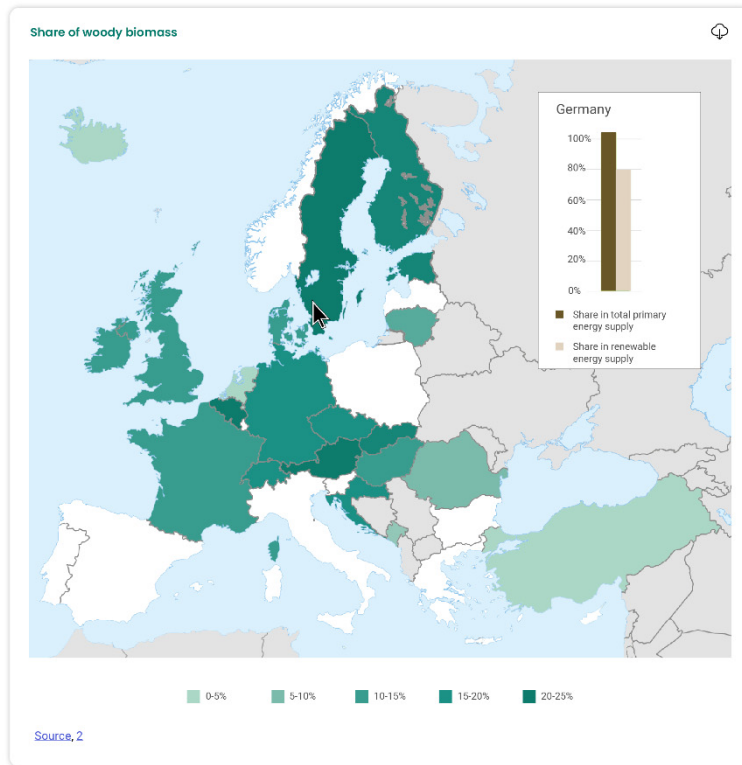 Share of woody biomass
Germany
100%
80%
60%
40%
20%
0%
Share in total primary
energy supply
Share in renewable
energy supply
0-5%
5-10%
10-15%
15-20%
20-25%
Source, 2